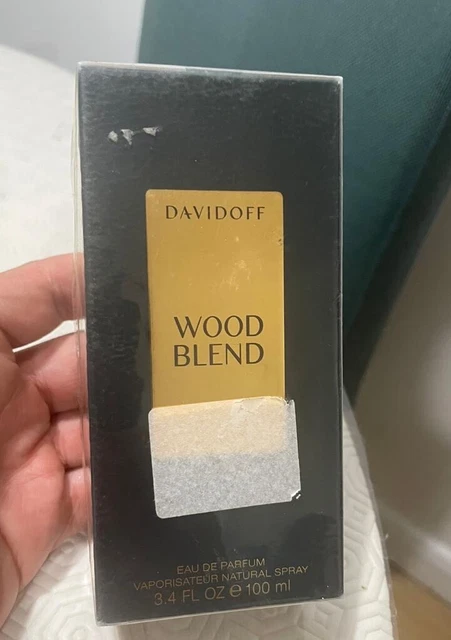 DAVIDOFF
WOOD
BLEND
EAU DE PARFUM
VAPORISATEUR NATURAL SPRAY
3.4 FL OZ ℮ 100 ml